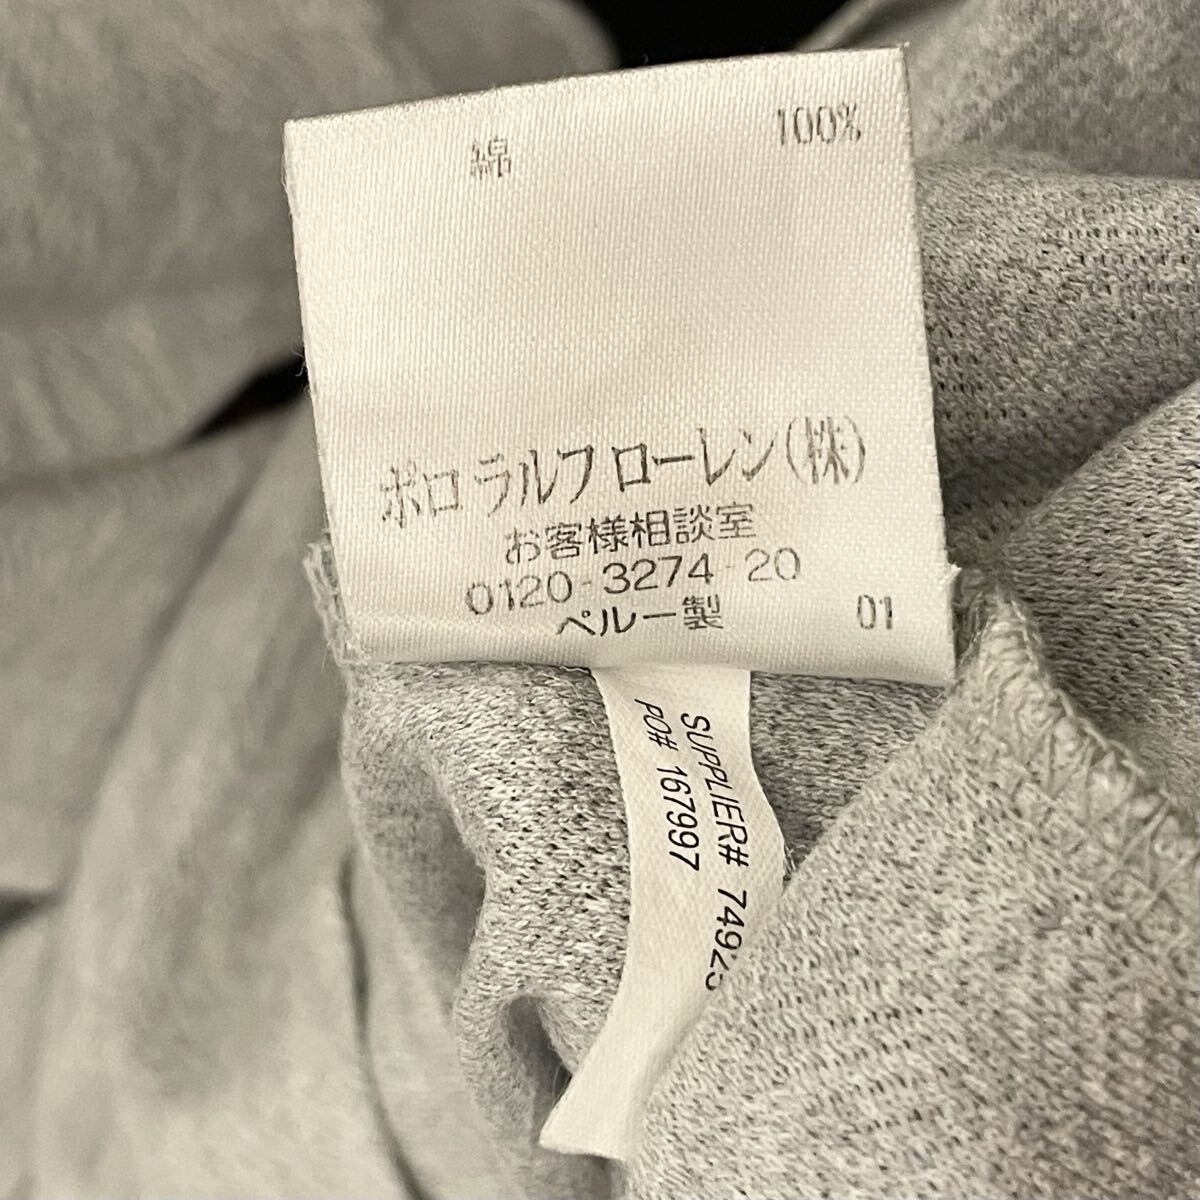 綿 100%
ポロ ラルフ ローレン(株)
お客様相談室
0120-3274-20
ペルー製 01
SUPPLIER#
PO# 167997